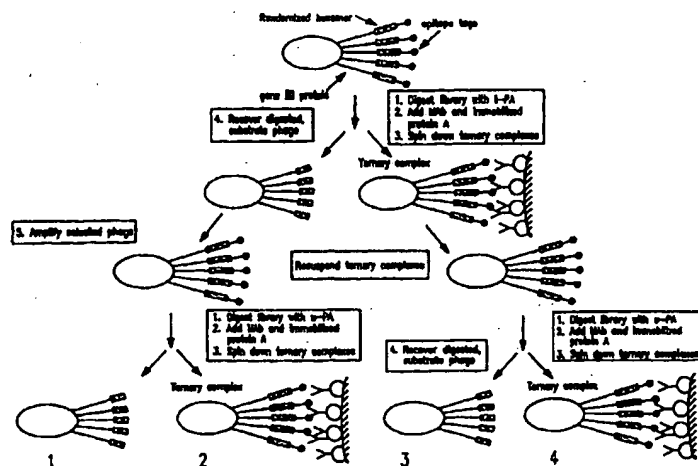 Randomized hexamer
epitope tags
gene III protein
4. Recover digested,
substrate phage
1. Digest library with t-PA
2. Add MAb and immobilized
protein A
3. Spin down ternary complexes
Ternary complex
5. Amplify selected phage
Resuspend ternary complexes
1. Digest library with u-PA
2. Add MAb and immobilized
protein A
3. Spin down ternary complexes
4. Recover digested,
substrate phage
1. Digest library with u-PA
2. Add MAb and immobilized
protein A
3. Spin down ternary complexes
Ternary complex
Ternary complex
1
2
3
4